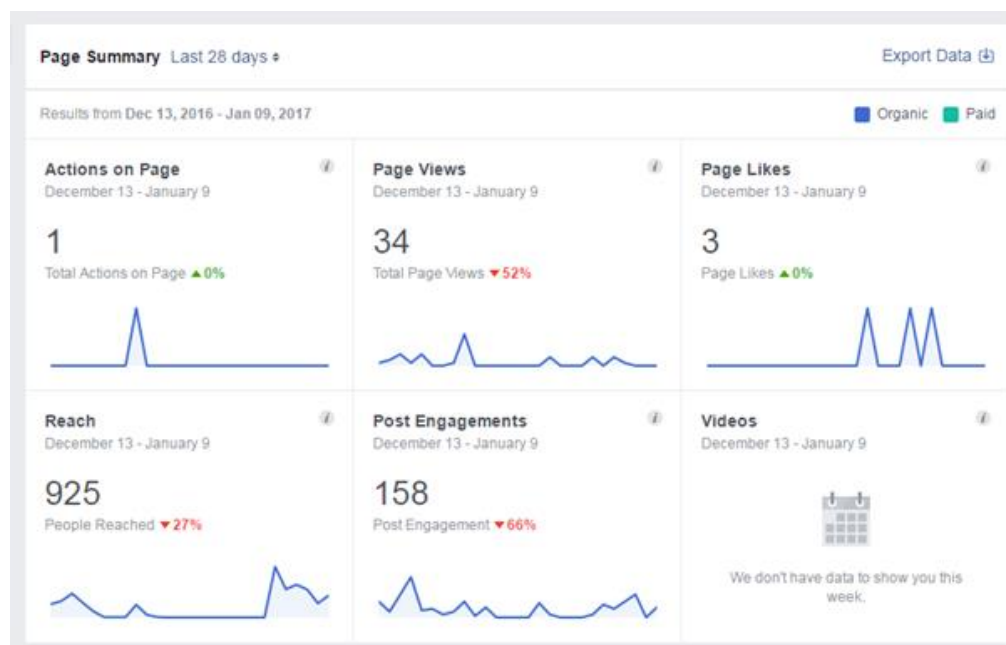 Page Summary Last 28 days
Export Data
Results from Dec 13, 2016 - Jan 09, 2017
Organic Paid
Actions on Page
December 13 - January 9
1
Total Actions on Page ▲0%
Page Views
December 13 - January 9
34
Total Page Views ▼52%
Page Likes
December 13 - January 9
3
Page Likes ▲0%
Reach
December 13 - January 9
925
People Reached ▼27%
Post Engagements
December 13 - January 9
158
Post Engagement ▼66%
Videos
December 13 - January 9
We don't have data to show you this
week.